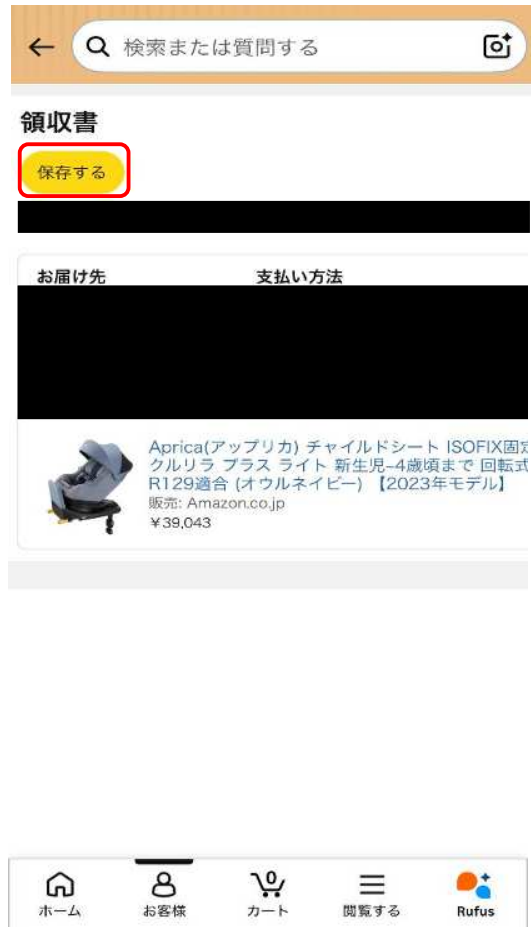 検索または質問する
領収書
保存する
お届け先 支払い方法
Aprica(アップリカ) チャイルドシート ISOFIX固定
クルリラ プラス ライト 新生児–4歳頃まで 回転式
R129適合 (オウルネイビー) 【2023年モデル】
販売: Amazon.co.jp
¥39,043
0
ホーム お客様 カート 閲覧する Rufus